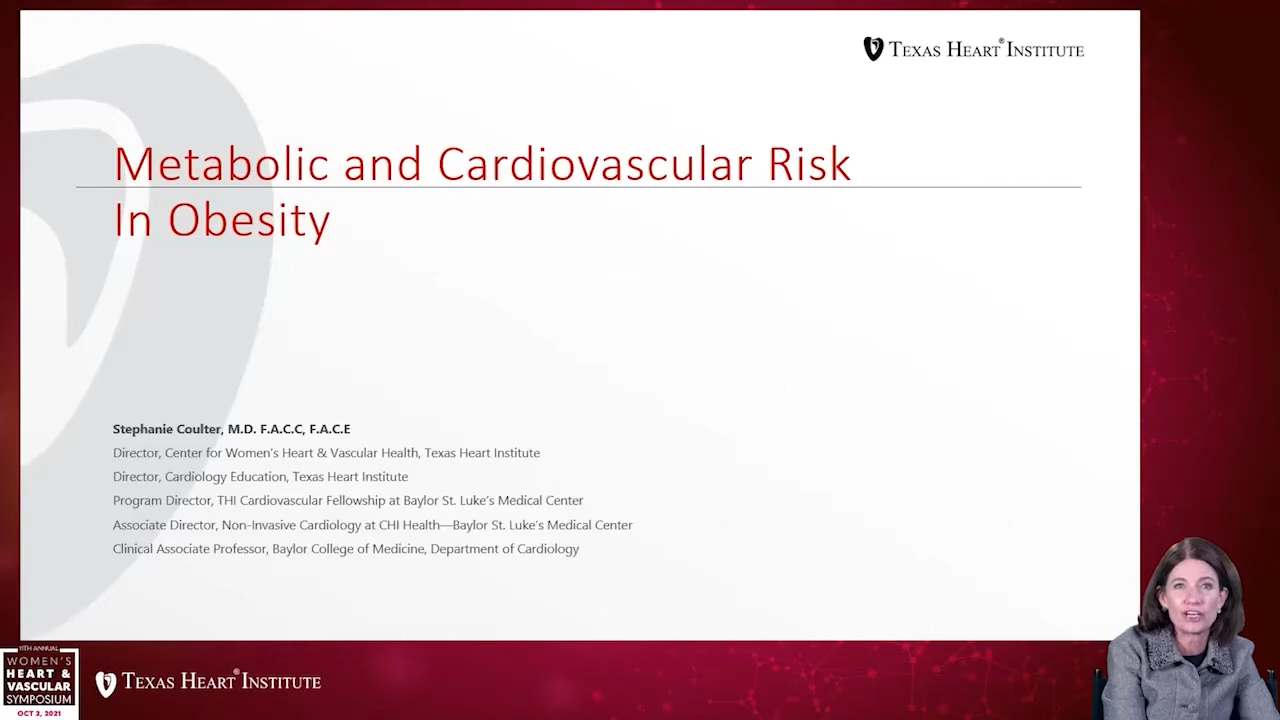 TEXAS HEART® INSTITUTE
Metabolic and Cardiovascular Risk
In Obesity
Stephanie Coulter, M.D. F.A.C.C, F.A.C.E
Director, Center for Women's Heart & Vascular Health, Texas Heart Institute
Director, Cardiology Education, Texas Heart Institute
Program Director, THI Cardiovascular Fellowship at Baylor St. Luke's Medical Center
Associate Director, Non-Invasive Cardiology at CHI Health—Baylor St. Luke's Medical Center
Clinical Associate Professor, Baylor College of Medicine, Department of Cardiology
11TH ANNUAL
WOMEN'S
HEART &
VASCULAR
SYMPOSIUM
OCT 2, 2021
TEXAS HEART® INSTITUTE